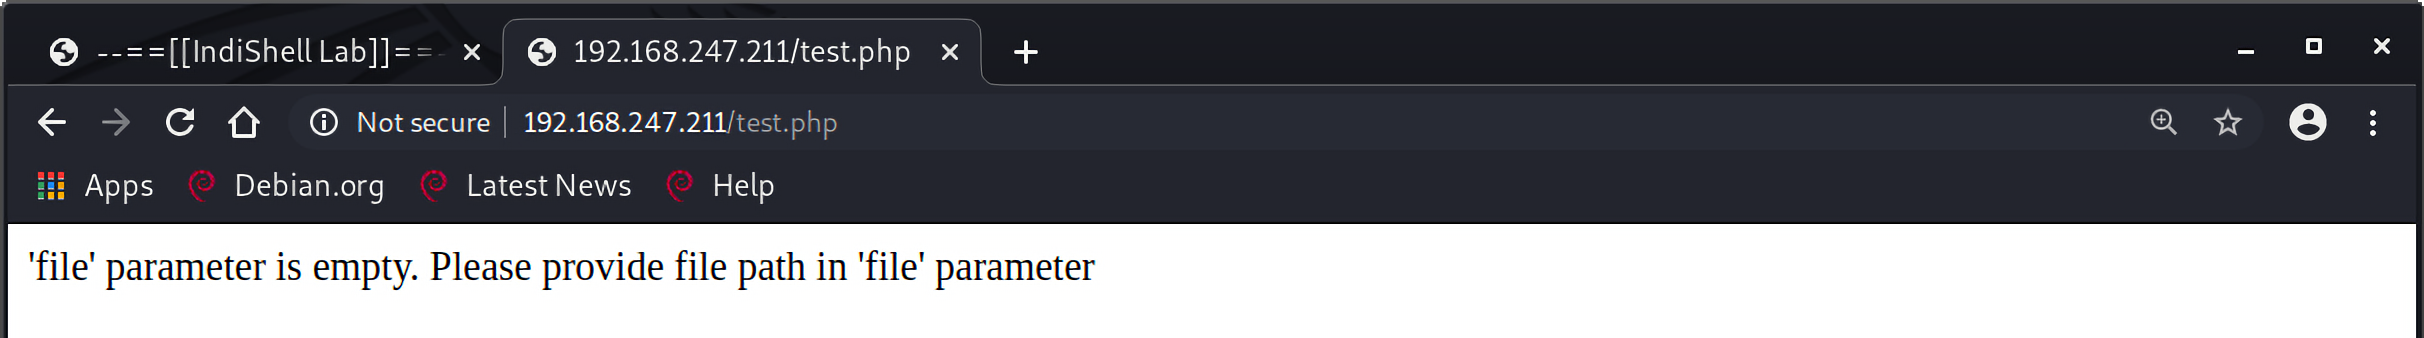 --==[[IndiShell Lab]]==-
192.168.247.211/test.php
Not secure
192.168.247.211/test.php
Apps
Debian.org
Latest News
Help
'file' parameter is empty. Please provide file path in 'file' parameter